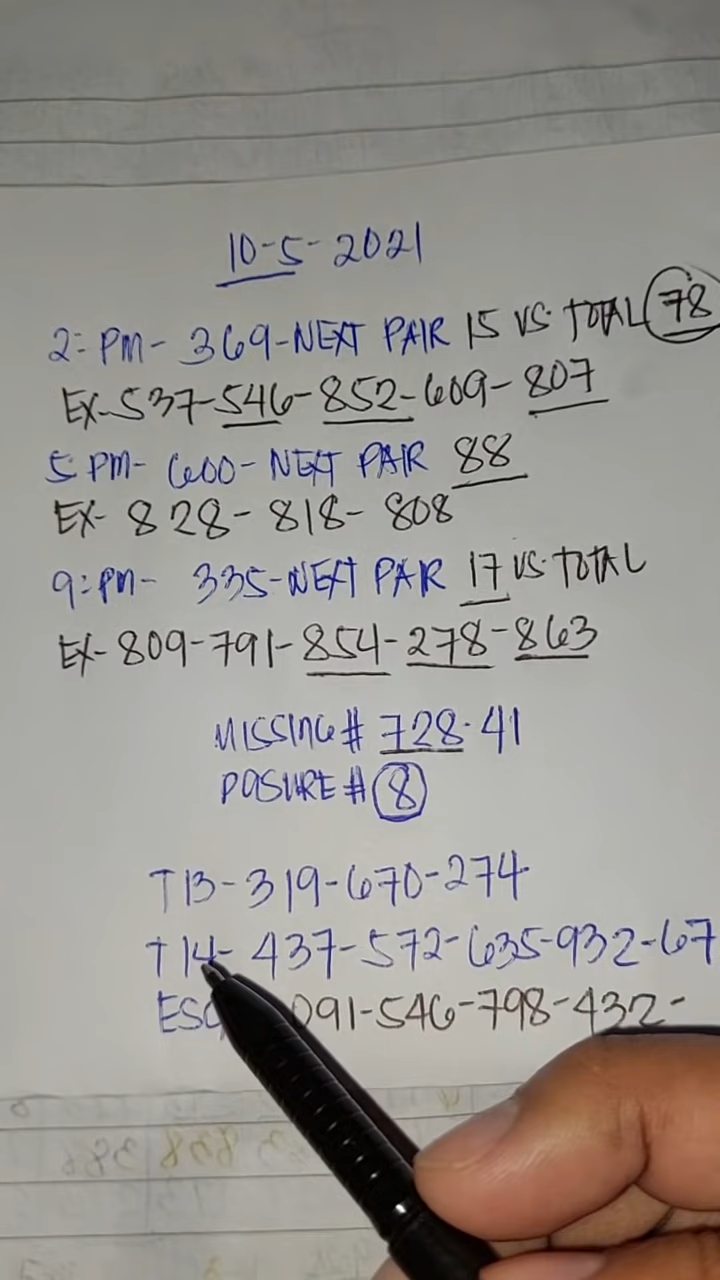 10-5-2021
2:PM- 369-NEXT PAIR 15 VS TOTAL 78
EX-537-546-852-609-807
5:PM- 600- NEXT PAIR 88
EX- 828-818-808
9:PM- 335-NEXT PAIR 17 VS TOTAL
EX-809-791-854-278-863
MISSING# 728-41
POSURE# 8
T13-319-670-274
T14- 437-572-635-932-67
091-546-798-432-